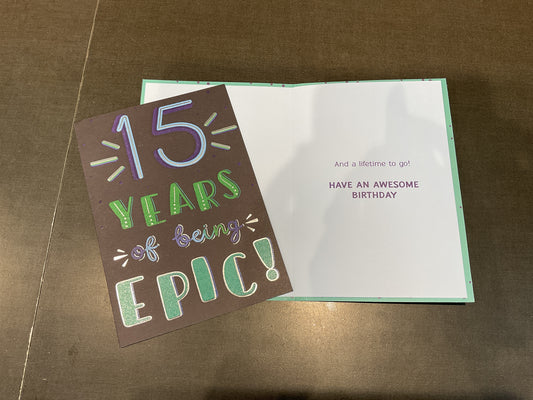 15
YEARS
of being
EPIC!
And a lifetime to go!
HAVE AN AWESOME
BIRTHDAY